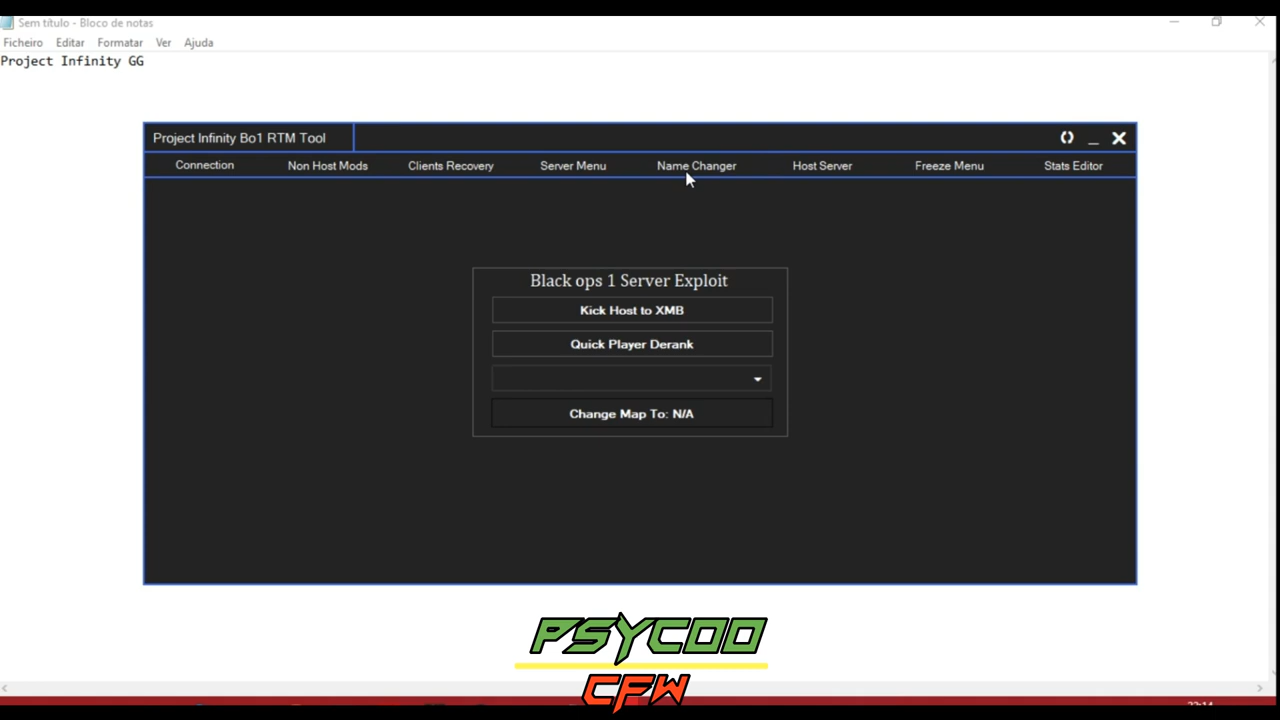 Sem título - Bloco de notas
Ficheiro Editar Formatar Ver Ajuda
Project Infinity GG
Project Infinity Bo1 RTM Tool
Connection Non Host Mods Clients Recovery Server Menu Name Changer Host Server Freeze Menu Stats Editor
Black ops 1 Server Exploit
Kick Host to XMB
Quick Player Derank
Change Map To: N/A
PSYCOO
CFW